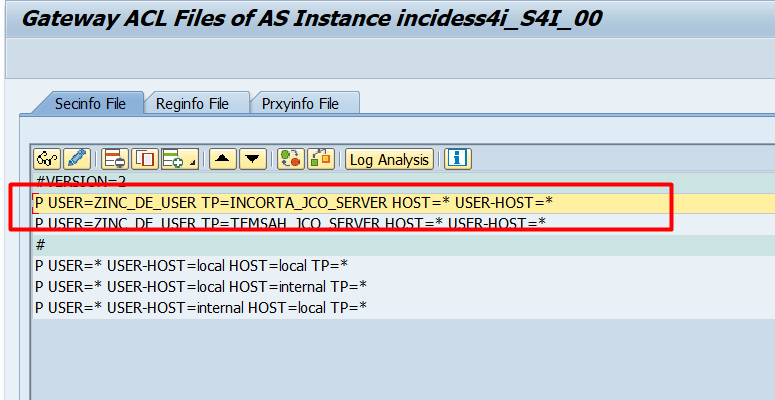 Gateway ACL Files of AS Instance incidess4i_S4I_00
Secinfo File Reginfo File Prxyinfo File
Log Analysis
#VERSION=2
P USER=ZINC_DE_USER TP=INCORTA_JCO_SERVER HOST=* USER-HOST=*
P USER=ZINC_DE_USER TP=TEMSAH_JCO_SERVER HOST=* USER-HOST=*
#
P USER=* USER-HOST=local HOST=local TP=*
P USER=* USER-HOST=local HOST=internal TP=*
P USER=* USER-HOST=internal HOST=local TP=*